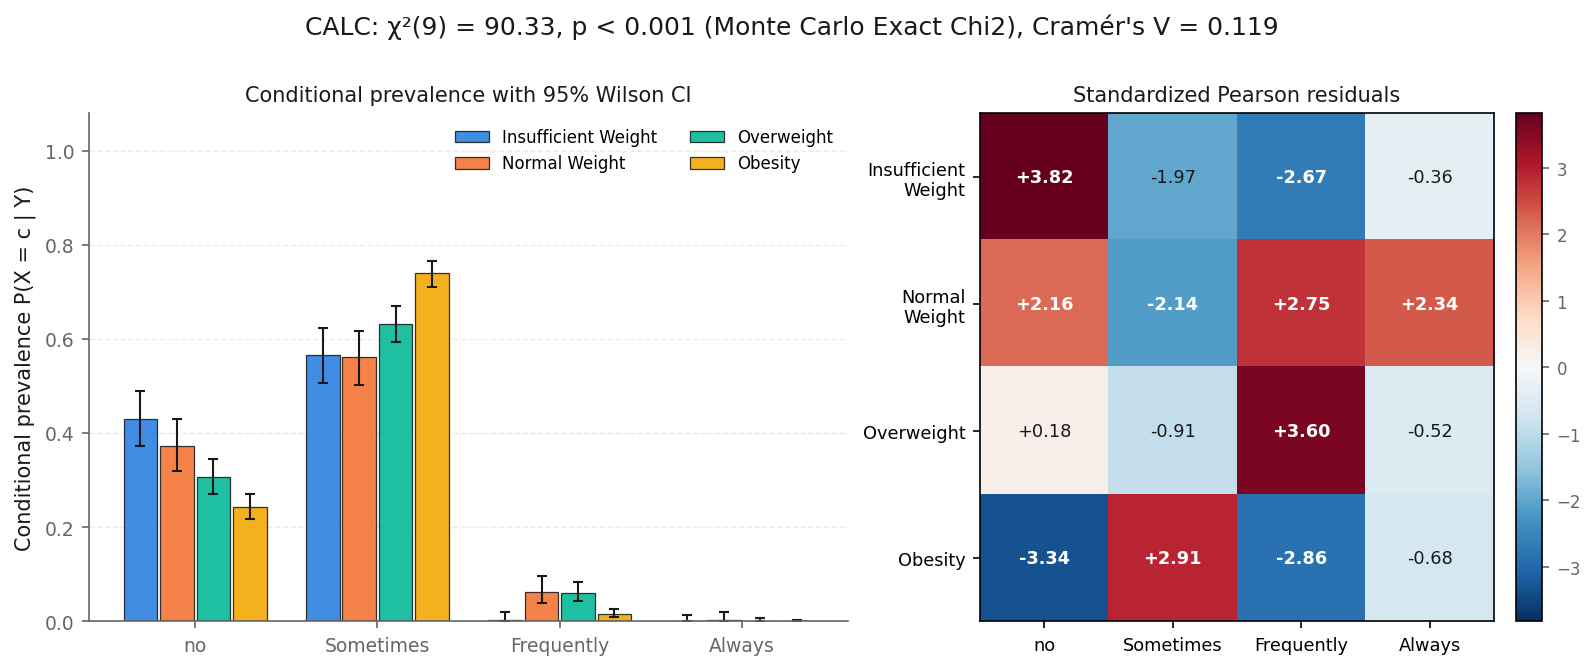 CALC: χ²(9) = 90.33, p < 0.001 (Monte Carlo Exact Chi2), Cramér's V = 0.119
Conditional prevalence with 95% Wilson CI
Conditional prevalence P(X = c | Y)
1.0
0.8
0.6
0.4
0.2
0.0
Insufficient Weight
Normal Weight
Overweight
Obesity
no
Sometimes
Frequently
Always
Standardized Pearson residuals
Insufficient
Weight
+3.82 -1.97 -2.67 -0.36
Normal
Weight
+2.16 -2.14 +2.75 +2.34
Overweight
+0.18 -0.91 +3.60 -0.52
Obesity
-3.34 +2.91 -2.86 -0.68
no
Sometimes
Frequently
Always
3
2
1
0
−1
−2
−3